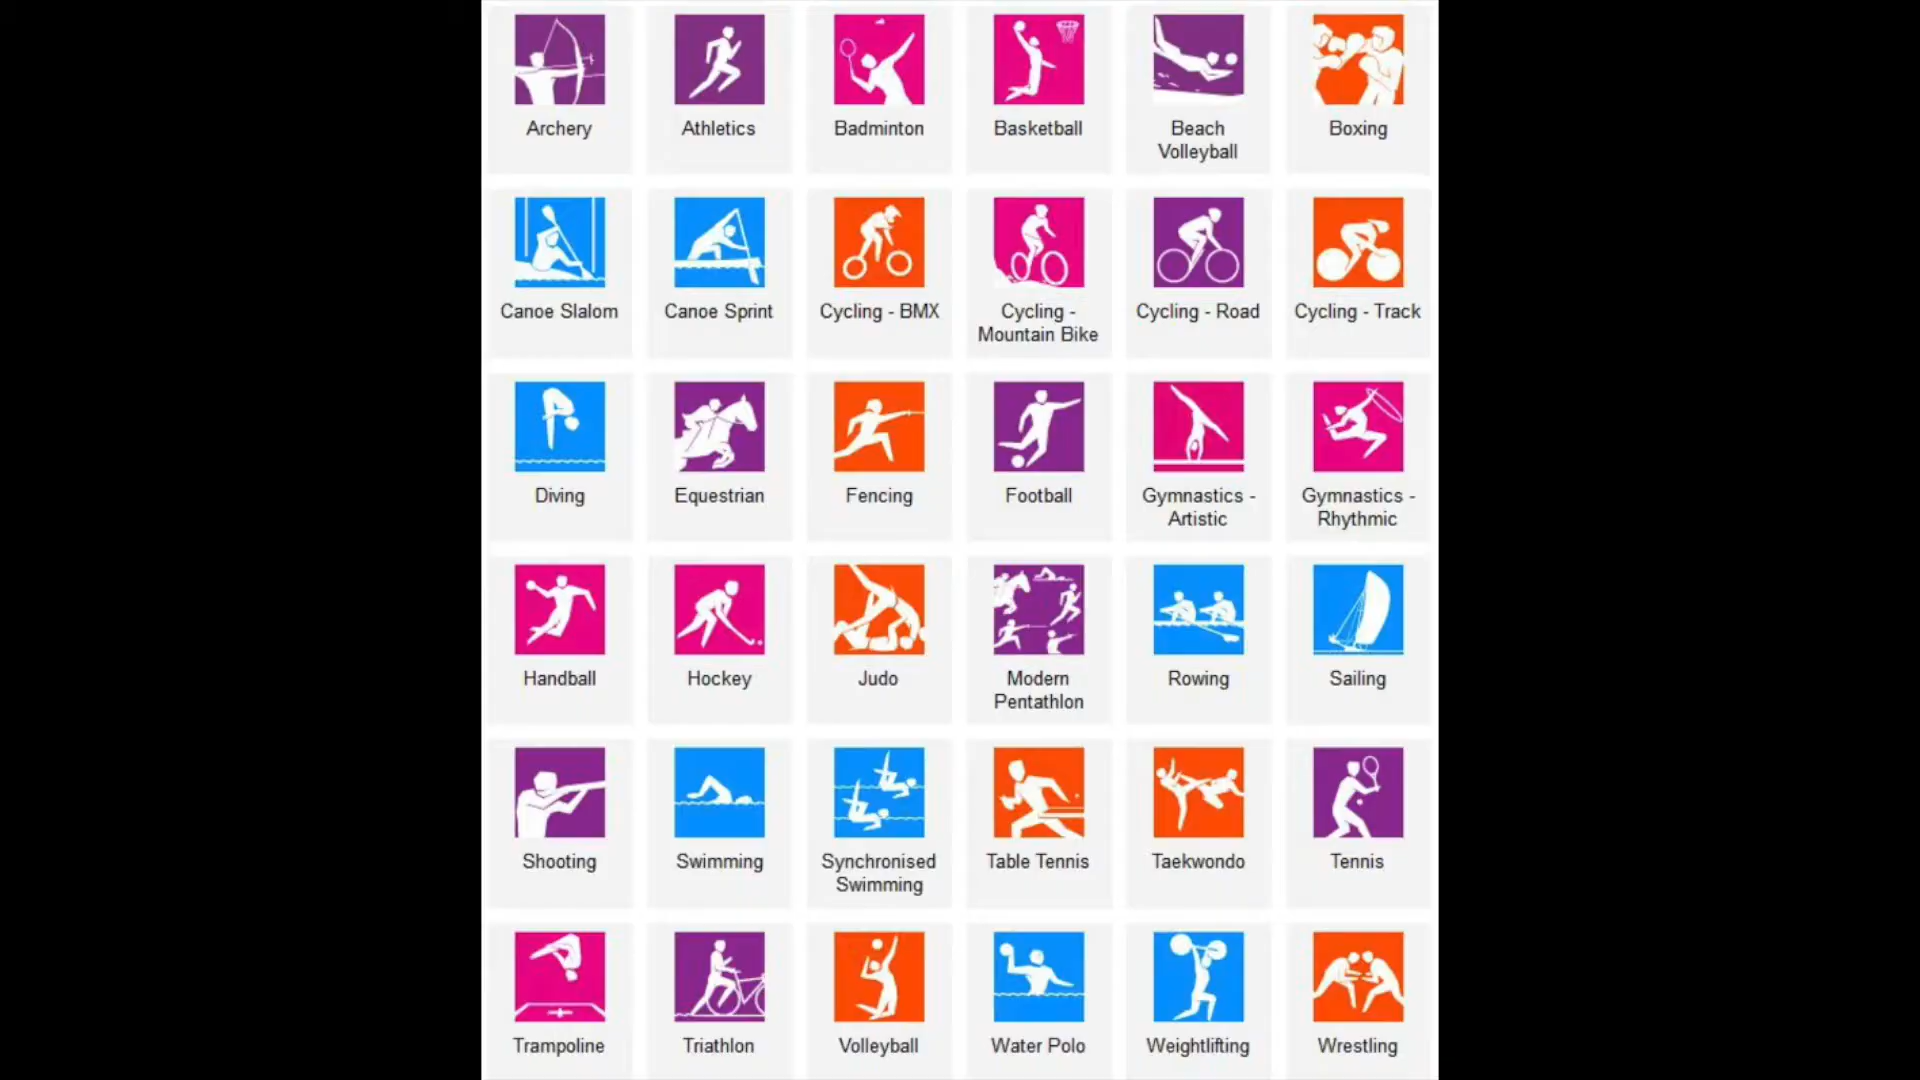 Archery
Athletics
Badminton
Basketball
Beach
Volleyball
Boxing
Canoe Slalom
Canoe Sprint
Cycling - BMX
Cycling -
Mountain Bike
Cycling - Road
Cycling - Track
Diving
Equestrian
Fencing
Football
Gymnastics -
Artistic
Gymnastics -
Rhythmic
Handball
Hockey
Judo
Modern
Pentathlon
Rowing
Sailing
Shooting
Swimming
Synchronised
Swimming
Table Tennis
Taekwondo
Tennis
Trampoline
Triathlon
Volleyball
Water Polo
Weightlifting
Wrestling